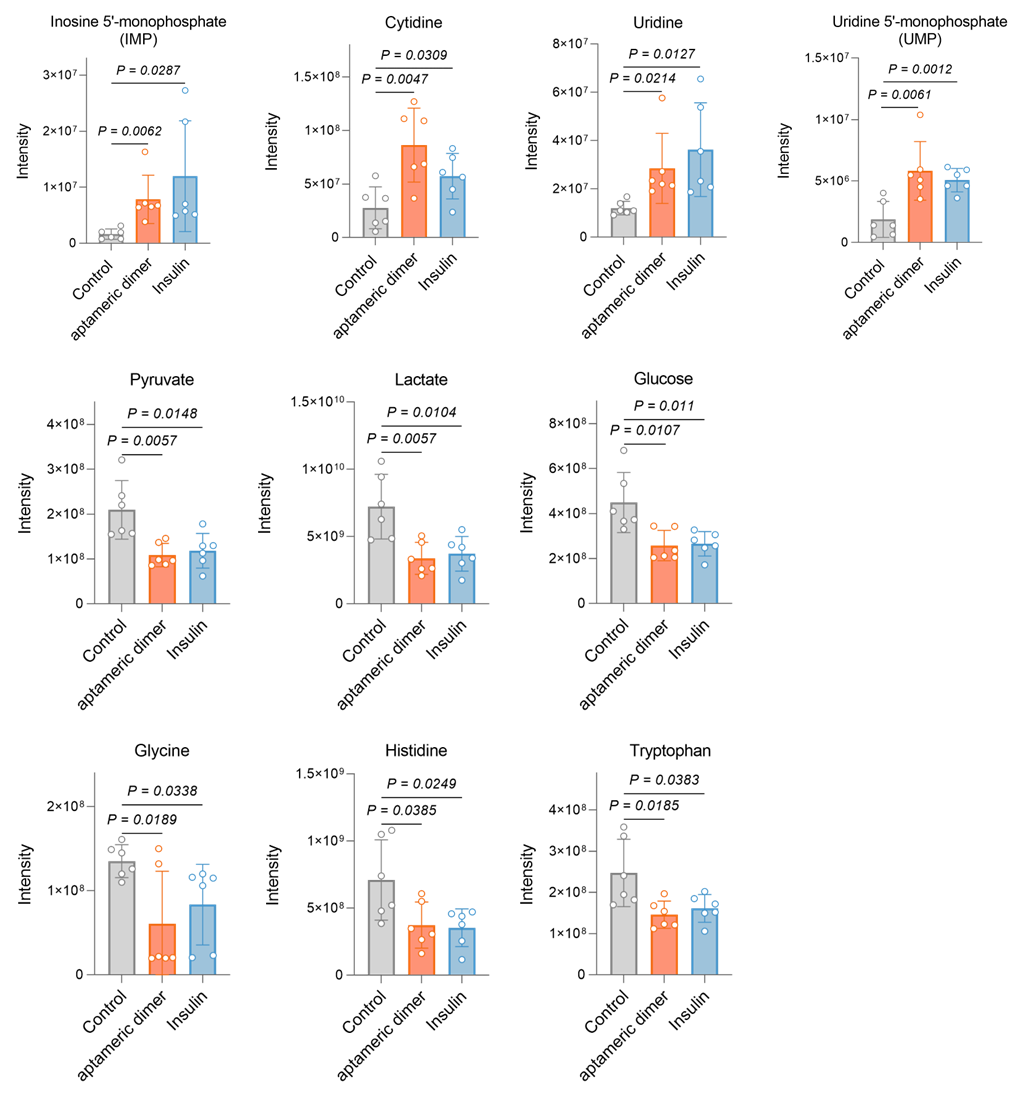 Inosine 5'-monophosphate
(IMP)
Intensity
3×10⁷
2×10⁷
1×10⁷
0
P = 0.0287
P = 0.0062
Control
aptameric dimer
Insulin
Cytidine
Intensity
1.5×10⁸
1×10⁸
5×10⁷
0
P = 0.0309
P = 0.0047
Control
aptameric dimer
Insulin
Uridine
Intensity
8×10⁷
6×10⁷
4×10⁷
2×10⁷
0
P = 0.0127
P = 0.0214
Control
aptameric dimer
Insulin
Uridine 5'-monophosphate
(UMP)
Intensity
1.5×10⁷
1×10⁷
5×10⁶
0
P = 0.0012
P = 0.0061
Control
aptameric dimer
Insulin
Pyruvate
Intensity
4×10⁸
3×10⁸
2×10⁸
1×10⁸
0
P = 0.0148
P = 0.0057
Control
aptameric dimer
Insulin
Lactate
Intensity
1.5×10¹⁰
1×10¹⁰
5×10⁹
0
P = 0.0104
P = 0.0057
Control
aptameric dimer
Insulin
Glucose
Intensity
8×10⁸
6×10⁸
4×10⁸
2×10⁸
0
P = 0.011
P = 0.0107
Control
aptameric dimer
Insulin
Glycine
Intensity
2×10⁸
1×10⁸
0
P = 0.0338
P = 0.0189
Control
aptameric dimer
Insulin
Histidine
Intensity
1.5×10⁹
1×10⁹
5×10⁸
0
P = 0.0249
P = 0.0385
Control
aptameric dimer
Insulin
Tryptophan
Intensity
4×10⁸
3×10⁸
2×10⁸
1×10⁸
0
P = 0.0383
P = 0.0185
Control
aptameric dimer
Insulin